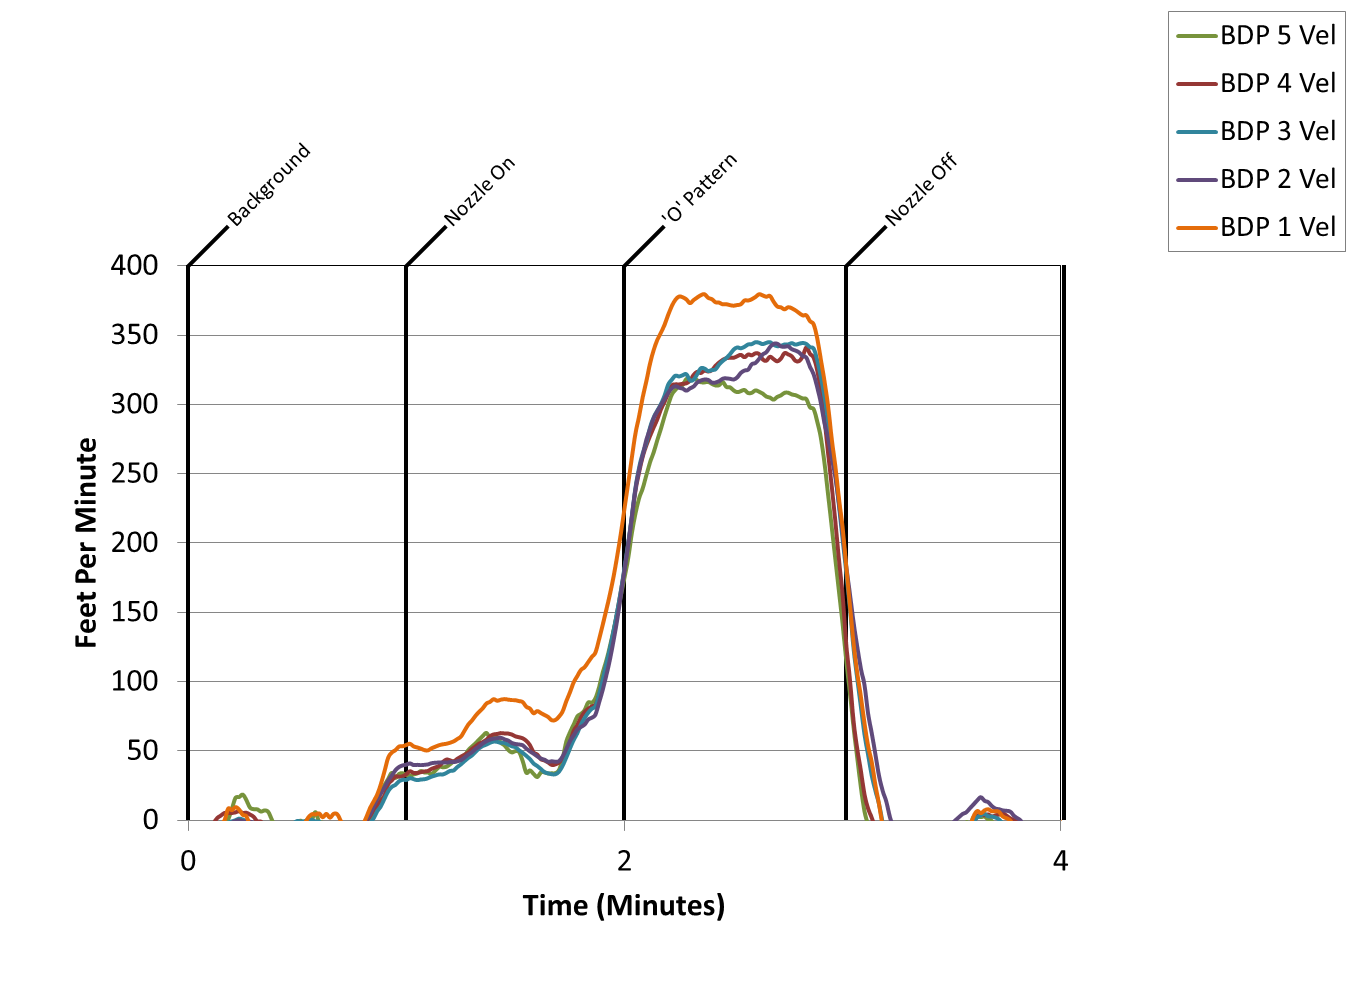 BDP 5 Vel
BDP 4 Vel
BDP 3 Vel
BDP 2 Vel
BDP 1 Vel
Background
Nozzle On
'O' Pattern
Nozzle Off
400
350
300
250
200
150
100
50
0
Feet Per Minute
0 2 4
Time (Minutes)